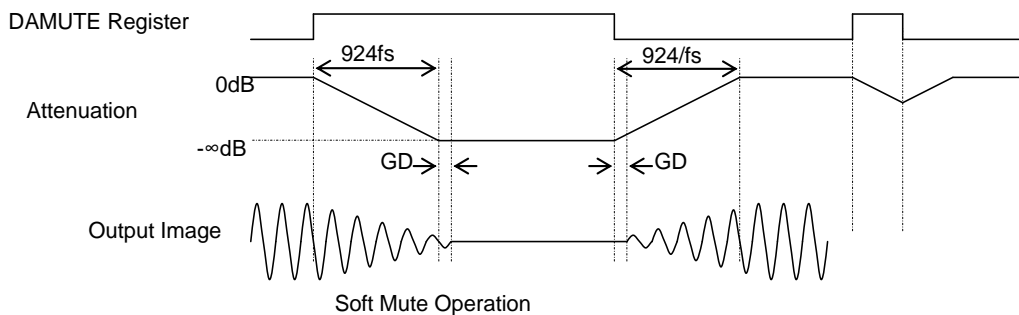 DAMUTE Register
924fs
924/fs
0dB
Attenuation
-∞dB
GD
GD
Output Image
Soft Mute Operation